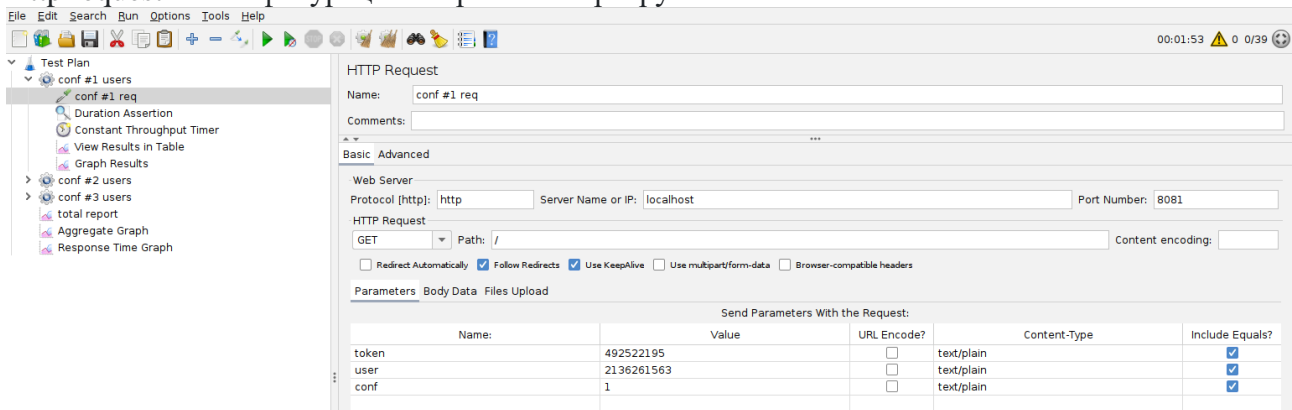 File Edit Search Run Options Tools Help
00:01:53 0 0/39
Test Plan
conf #1 users
conf #1 req
Duration Assertion
Constant Throughput Timer
View Results in Table
Graph Results
conf #2 users
conf #3 users
total report
Aggregate Graph
Response Time Graph
HTTP Request
Name: conf #1 req
Comments:
Basic Advanced
Web Server
Protocol [http]: http Server Name or IP: localhost Port Number: 8081
HTTP Request
GET Path: / Content encoding:
Redirect Automatically Follow Redirects Use KeepAlive Use multipart/form-data Browser-compatible headers
Parameters Body Data Files Upload
Send Parameters With the Request:
Name: Value URL Encode? Content-Type Include Equals?
token 492522195 text/plain
user 2136261563 text/plain
conf 1 text/plain